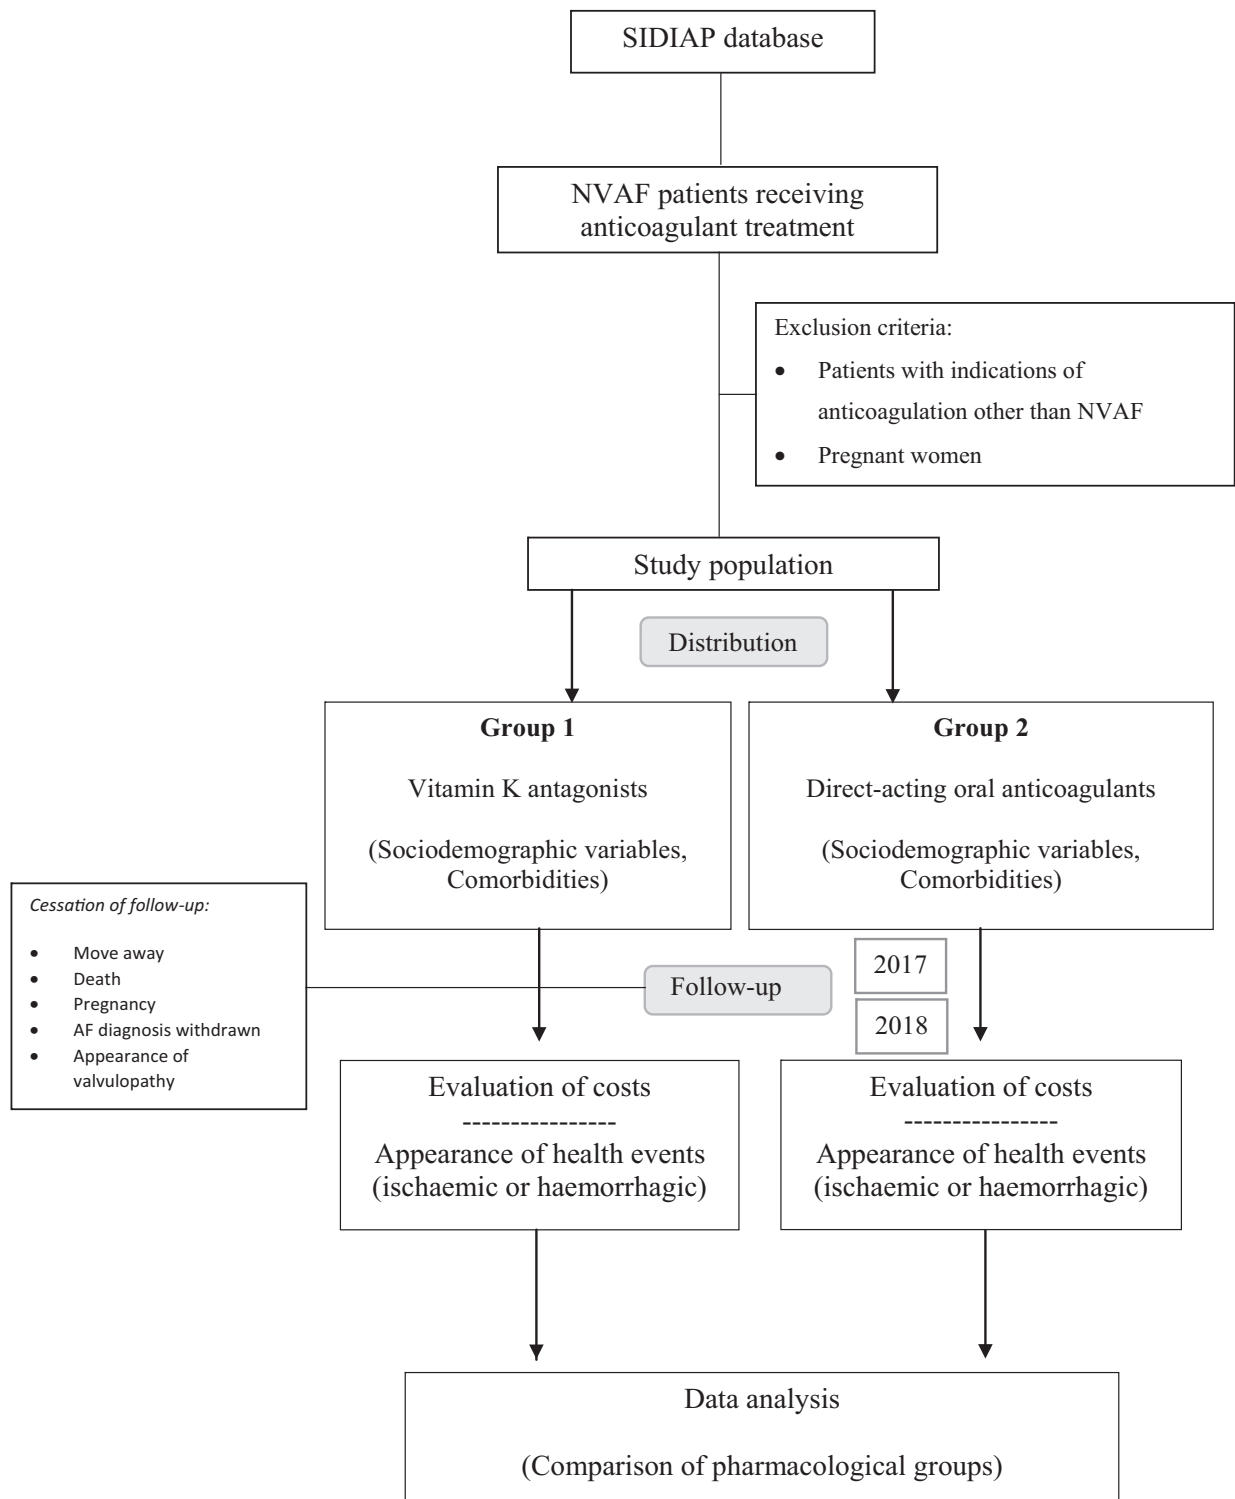 SIDIAP database
NVAF patients receiving
anticoagulant treatment
Exclusion criteria:
• Patients with indications of
anticoagulation other than NVAF
• Pregnant women
Study population
Distribution
Group 1
Vitamin K antagonists
(Sociodemographic variables,
Comorbidities)
Group 2
Direct-acting oral anticoagulants
(Sociodemographic variables,
Comorbidities)
Cessation of follow-up:
• Move away
• Death
• Pregnancy
• AF diagnosis withdrawn
• Appearance of
valvulopathy
Follow-up
2017
2018
Evaluation of costs
----------------
Appearance of health events
(ischaemic or haemorrhagic)
Evaluation of costs
----------------
Appearance of health events
(ischaemic or haemorrhagic)
Data analysis
(Comparison of pharmacological groups)